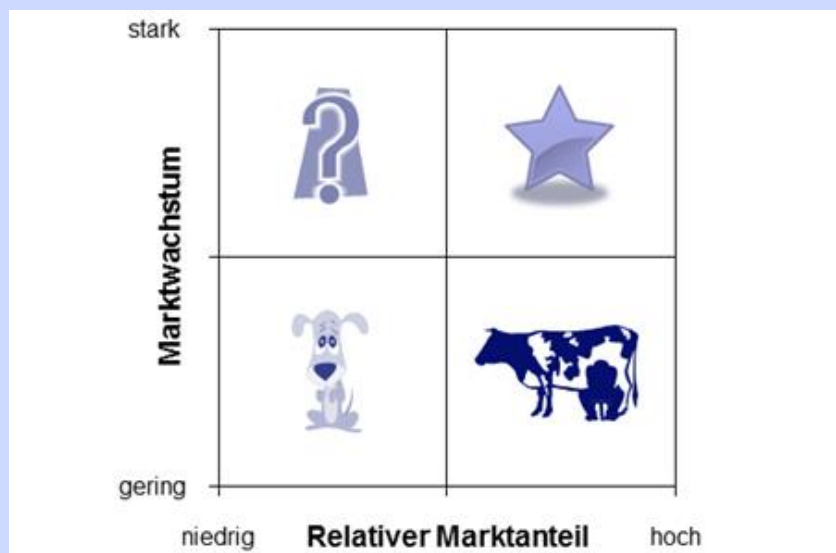 stark
?
Marktwachstum
gering
niedrig
Relativer Marktanteil
hoch